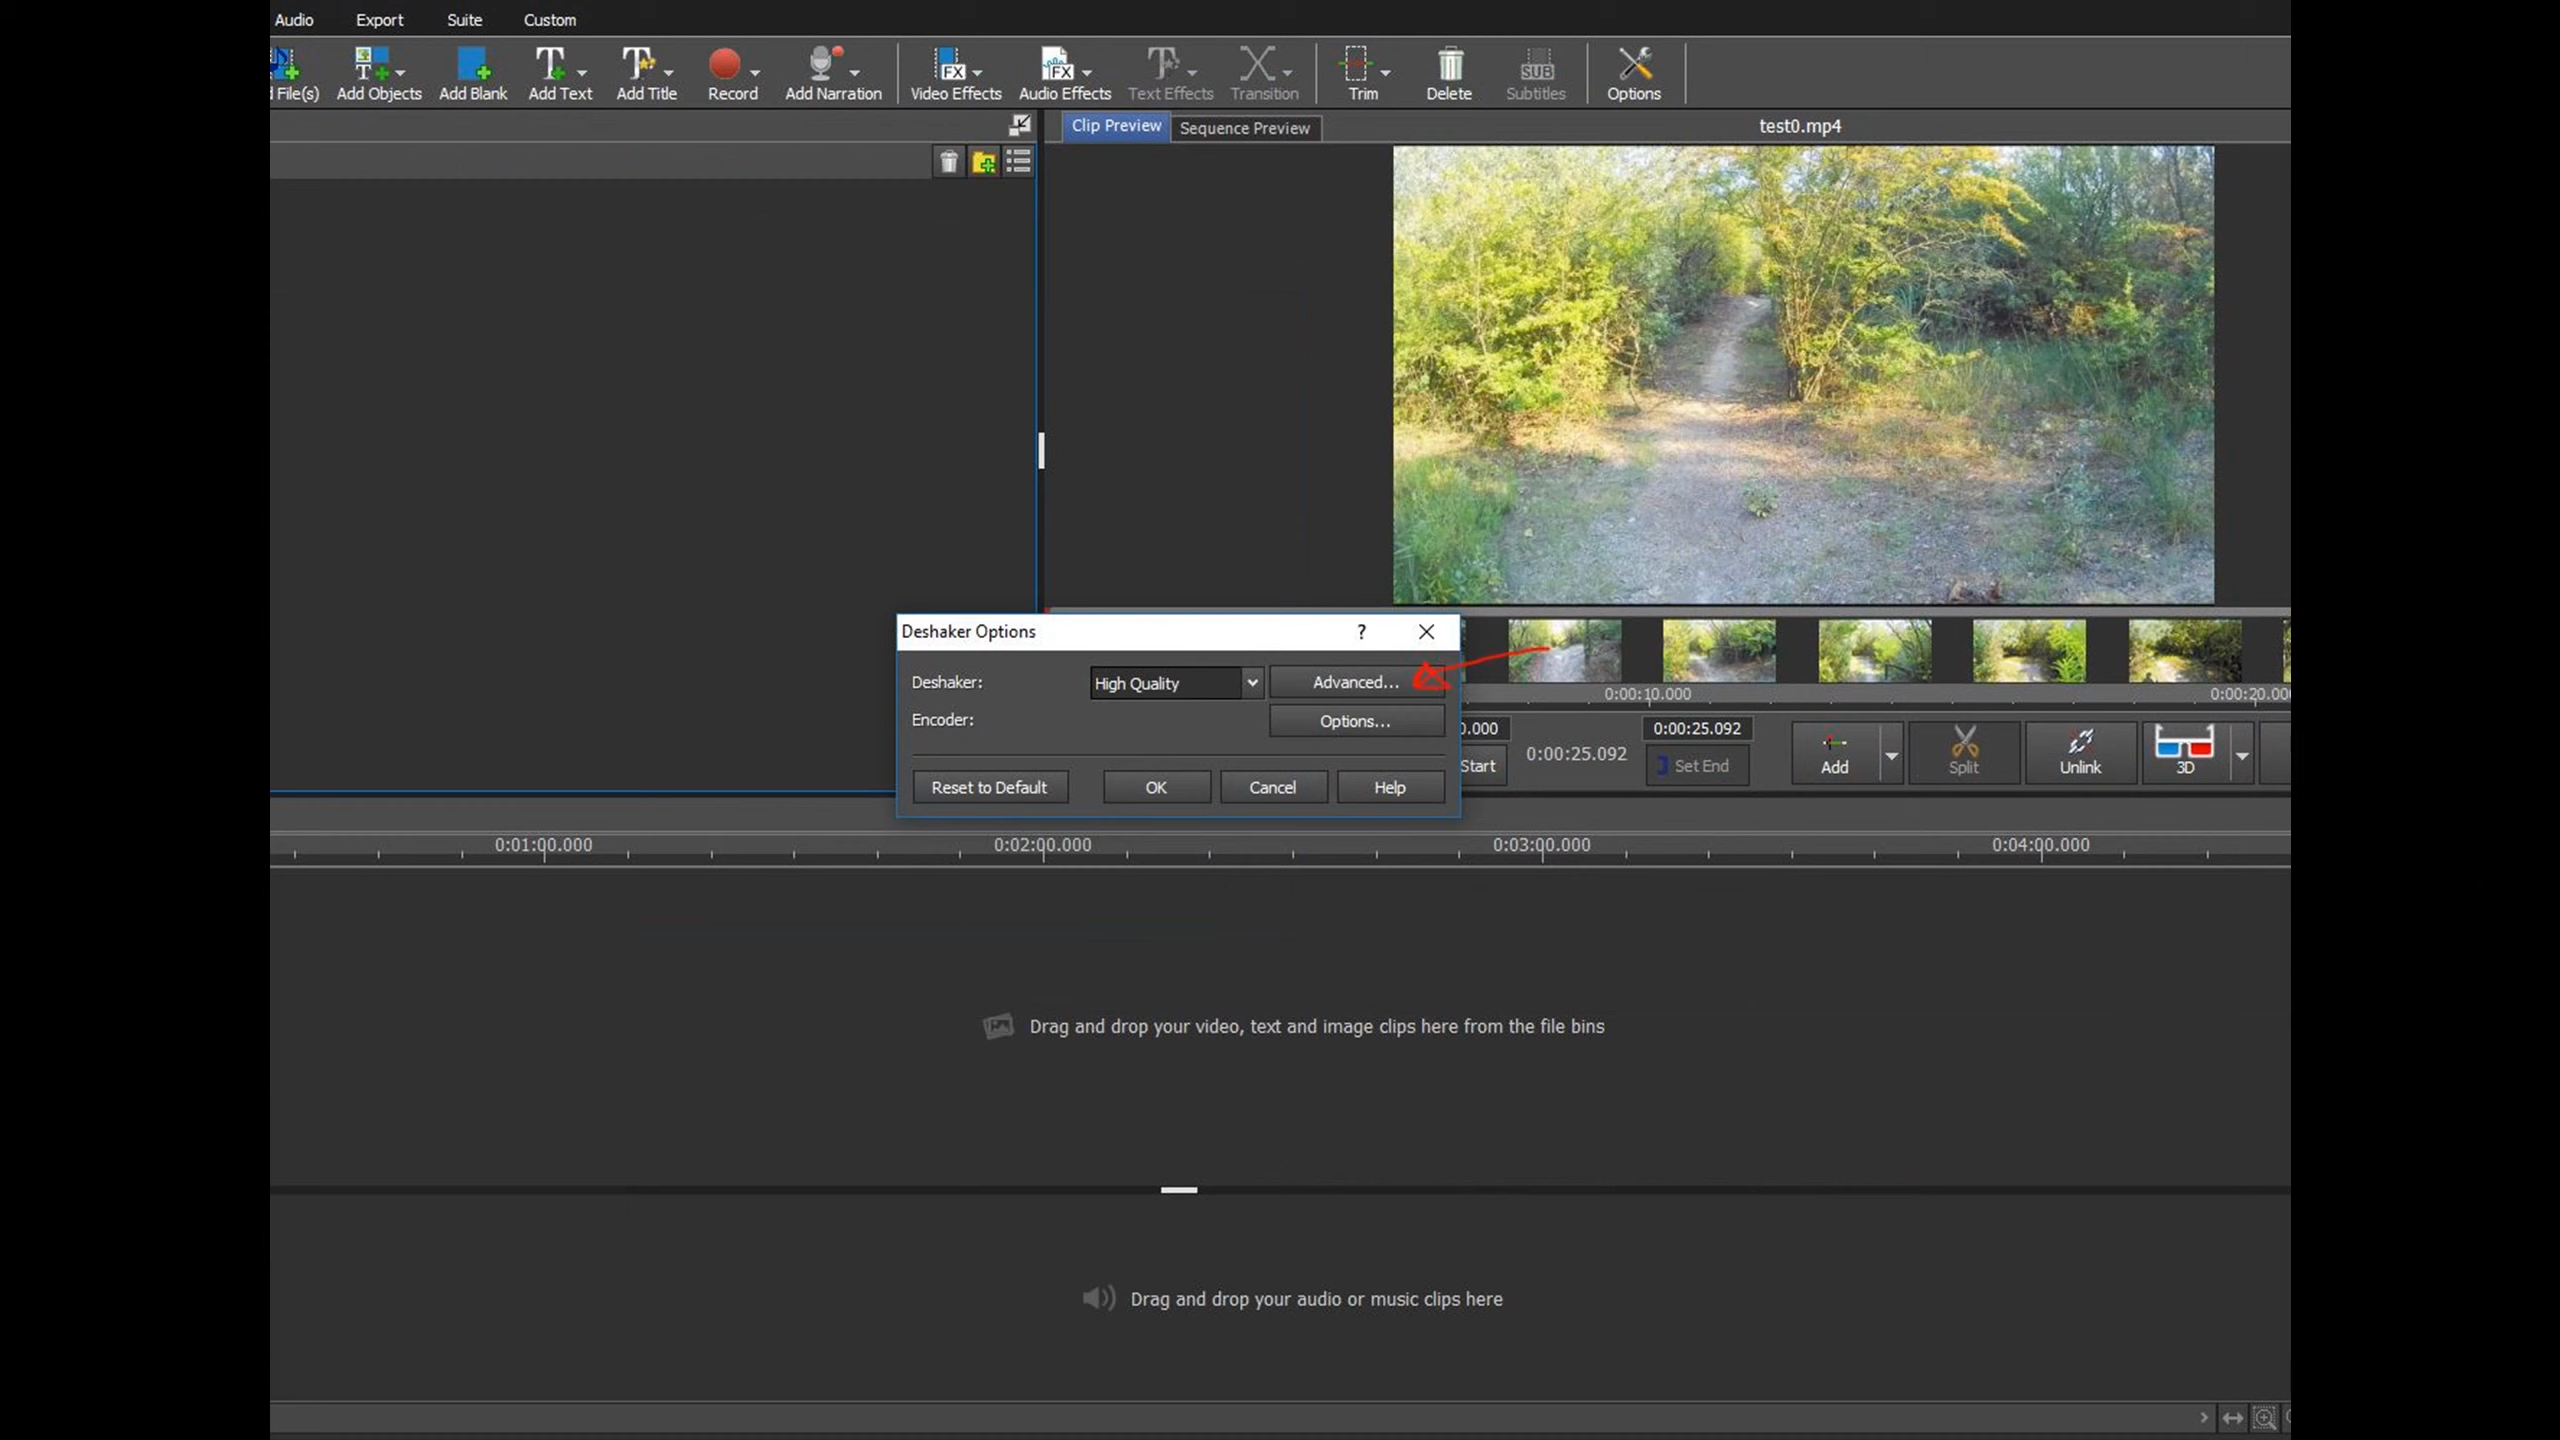 Audio Export Suite Custom
d File(s) Add Objects Add Blank Add Text Add Title Record Add Narration Video Effects Audio Effects Text Effects Transition Trim Delete Subtitles Options
Clip Preview Sequence Preview test0.mp4
Deshaker Options ?
Deshaker: High Quality Advanced...
Encoder: Options...
Reset to Default OK Cancel Help
0:00:10.000 0:00:20.00
0.000 0:00:25.092
Start 0:00:25.092 Set End
Add Split Unlink 3D
0:01:00.000 0:02:00.000 0:03:00.000 0:04:00.000
Drag and drop your video, text and image clips here from the file bins
Drag and drop your audio or music clips here